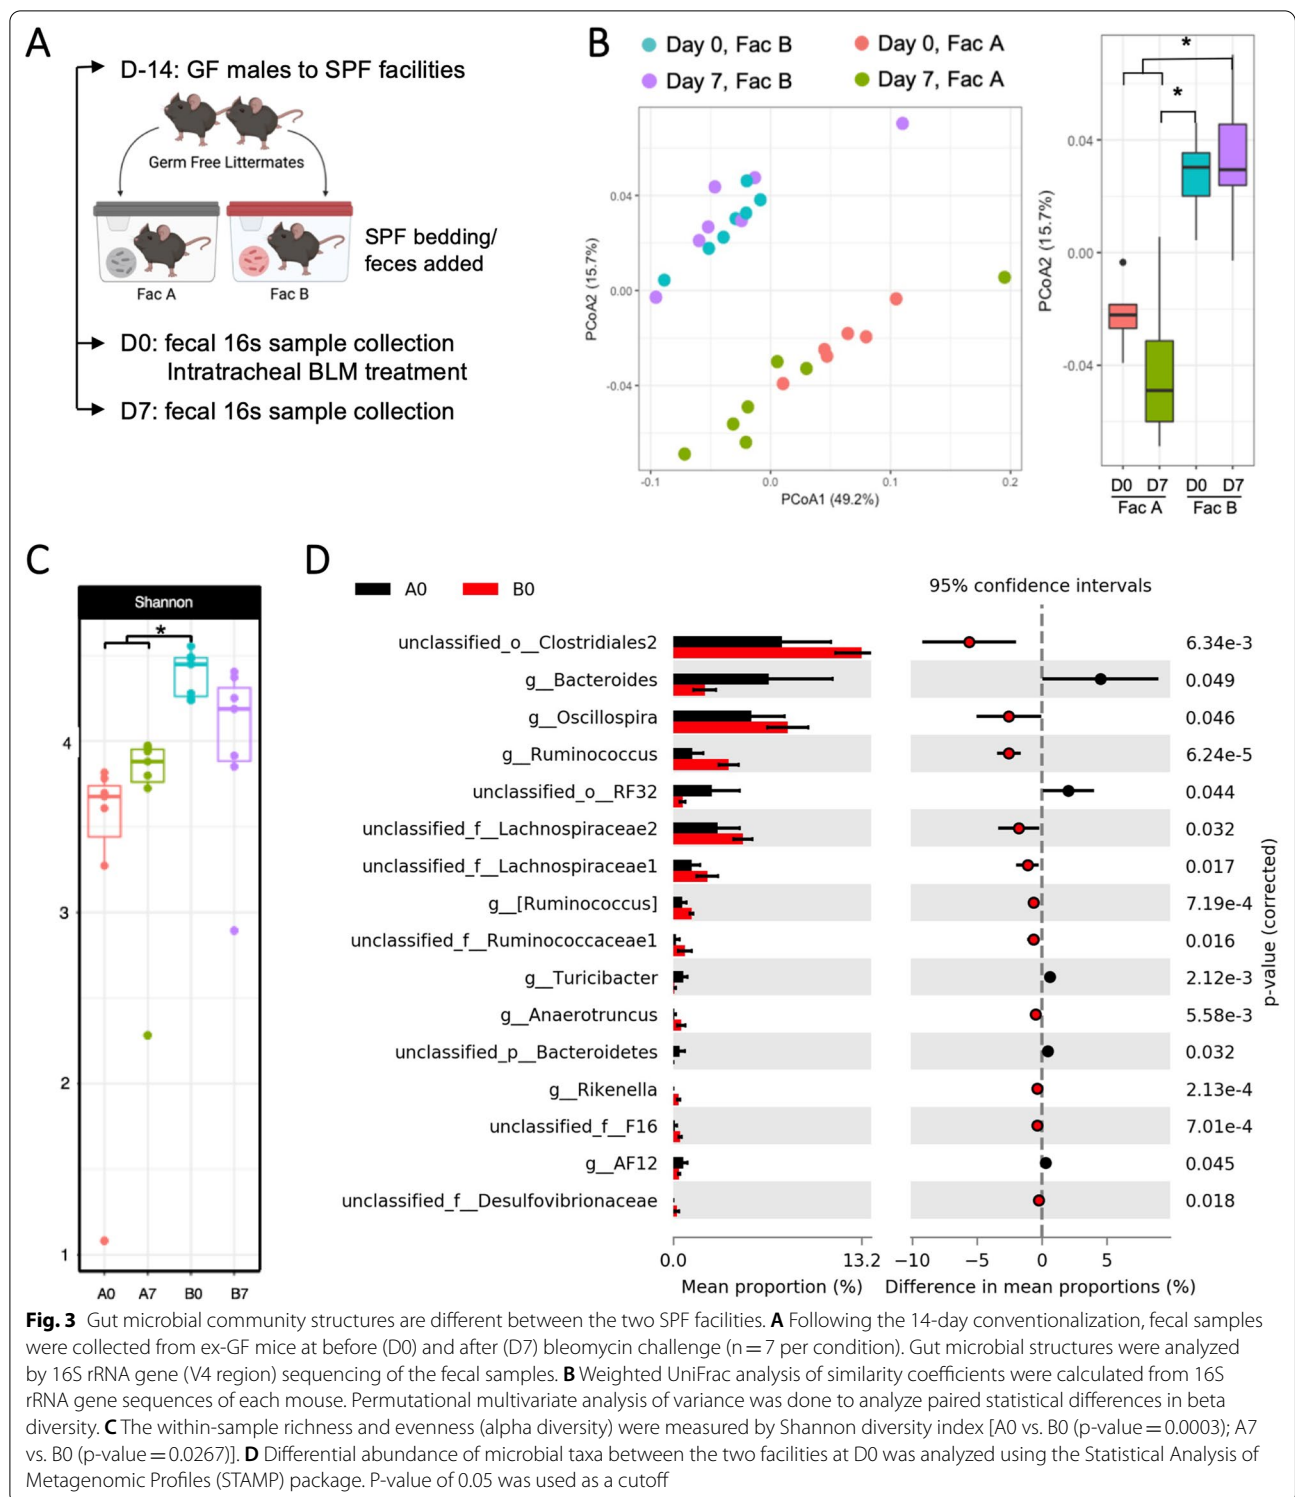 A
D-14: GF males to SPF facilities
Germ Free Littermates
SPF bedding/
feces added
Fac A
Fac B
D0: fecal 16s sample collection
Intratracheal BLM treatment
D7: fecal 16s sample collection
B
Day 0, Fac B
Day 0, Fac A
Day 7, Fac B
Day 7, Fac A
PCoA2 (15.7%)
0.04
0.00
-0.04
-0.1
0.0
0.1
0.2
PCoA1 (49.2%)
PCoA2 (15.7%)
0.04
0.00
-0.04
*
*
D0
D7
D0
D7
Fac A
Fac B
C
Shannon
*
4
3
2
1
A0
A7
B0
B7
D
A0
B0
95% confidence intervals
unclassified_o__Clostridiales2
6.34e-3
g__Bacteroides
0.049
g__Oscillospira
0.046
g__Ruminococcus
6.24e-5
unclassified_o__RF32
0.044
unclassified_f__Lachnospiraceae2
0.032
unclassified_f__Lachnospiraceae1
0.017
g__[Ruminococcus]
7.19e-4
unclassified_f__Ruminococcaceae1
0.016
g__Turicibacter
2.12e-3
g__Anaerotruncus
5.58e-3
unclassified_p__Bacteroidetes
0.032
g__Rikenella
2.13e-4
unclassified_f__F16
7.01e-4
g__AF12
0.045
unclassified_f__Desulfovibrionaceae
0.018
p-value (corrected)
0.0
13.2
Mean proportion (%)
−10
−5
0
5
Difference in mean proportions (%)
Fig. 3 Gut microbial community structures are different between the two SPF facilities. A Following the 14-day conventionalization, fecal samples
were collected from ex-GF mice at before (D0) and after (D7) bleomycin challenge (n = 7 per condition). Gut microbial structures were analyzed
by 16S rRNA gene (V4 region) sequencing of the fecal samples. B Weighted UniFrac analysis of similarity coefficients were calculated from 16S
rRNA gene sequences of each mouse. Permutational multivariate analysis of variance was done to analyze paired statistical differences in beta
diversity. C The within-sample richness and evenness (alpha diversity) were measured by Shannon diversity index [A0 vs. B0 (p-value = 0.0003); A7
vs. B0 (p-value = 0.0267)]. D Differential abundance of microbial taxa between the two facilities at D0 was analyzed using the Statistical Analysis of
Metagenomic Profiles (STAMP) package. P-value of 0.05 was used as a cutoff